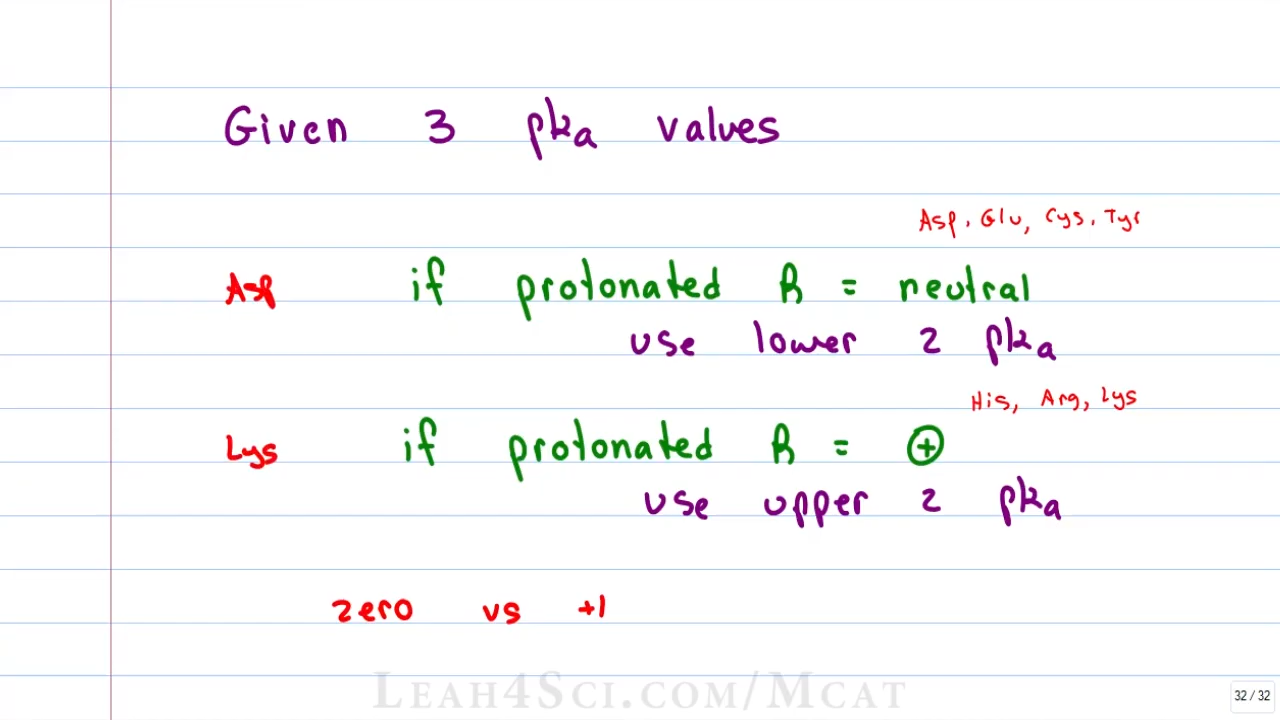 Given 3 pka values
Asp, Glu, Cys, Tyr
Asp if protonated R = neutral
use lower 2 pka
His, Arg, Lys
Lys if protonated R = +
use upper 2 pka
zero vs +1
LEAH4SCI.COM/MCAT
32 / 32